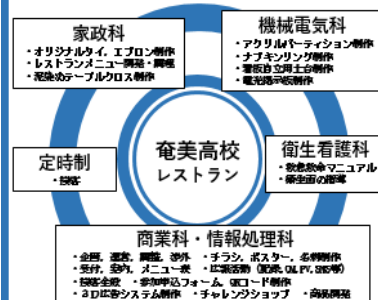 家政科
・オリジナルタイ、エプロン制作
・レストランメニュー開発・調理
・泥染めテーブルクロス制作
機械電気科
・アクリルパーティション制作
・ナプキンリング制作
・看板自立用土台制作
・電光掲示板制作
定時制
・接客
奄美高校
レストラン
衛生看護科
・救急救命マニュアル
・衛生面の指導
商業科・情報処理科
・企画、運営、調整、渉外 ・チラシ、ポスター、名刺制作
・受付、案内、メニュー表 ・広報活動
・接客全般 ・参加申込フォーム、QRコード制作
・3D広告システム制作 ・チャレンジショップ ・商品開発